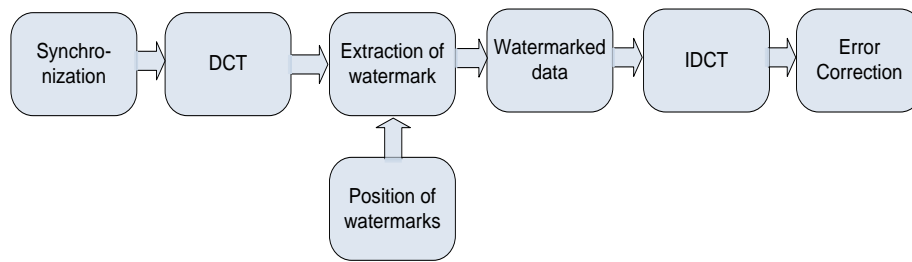 Synchro-
nization
DCT
Extraction of
watermark
Watermarked
data
IDCT
Error
Correction
Position of
watermarks